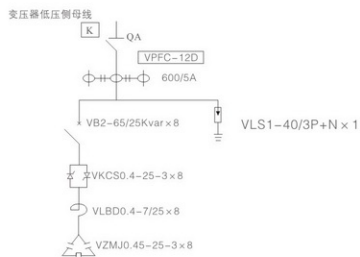 变压器低压侧母线
K
QA
VPFC-12D
600/5A
VB2-65/25Kvar×8
VLS1-40/3P+N×1
VKCS0.4-25-3×8
VLBD0.4-7/25×8
VZMJ0.45-25-3×8